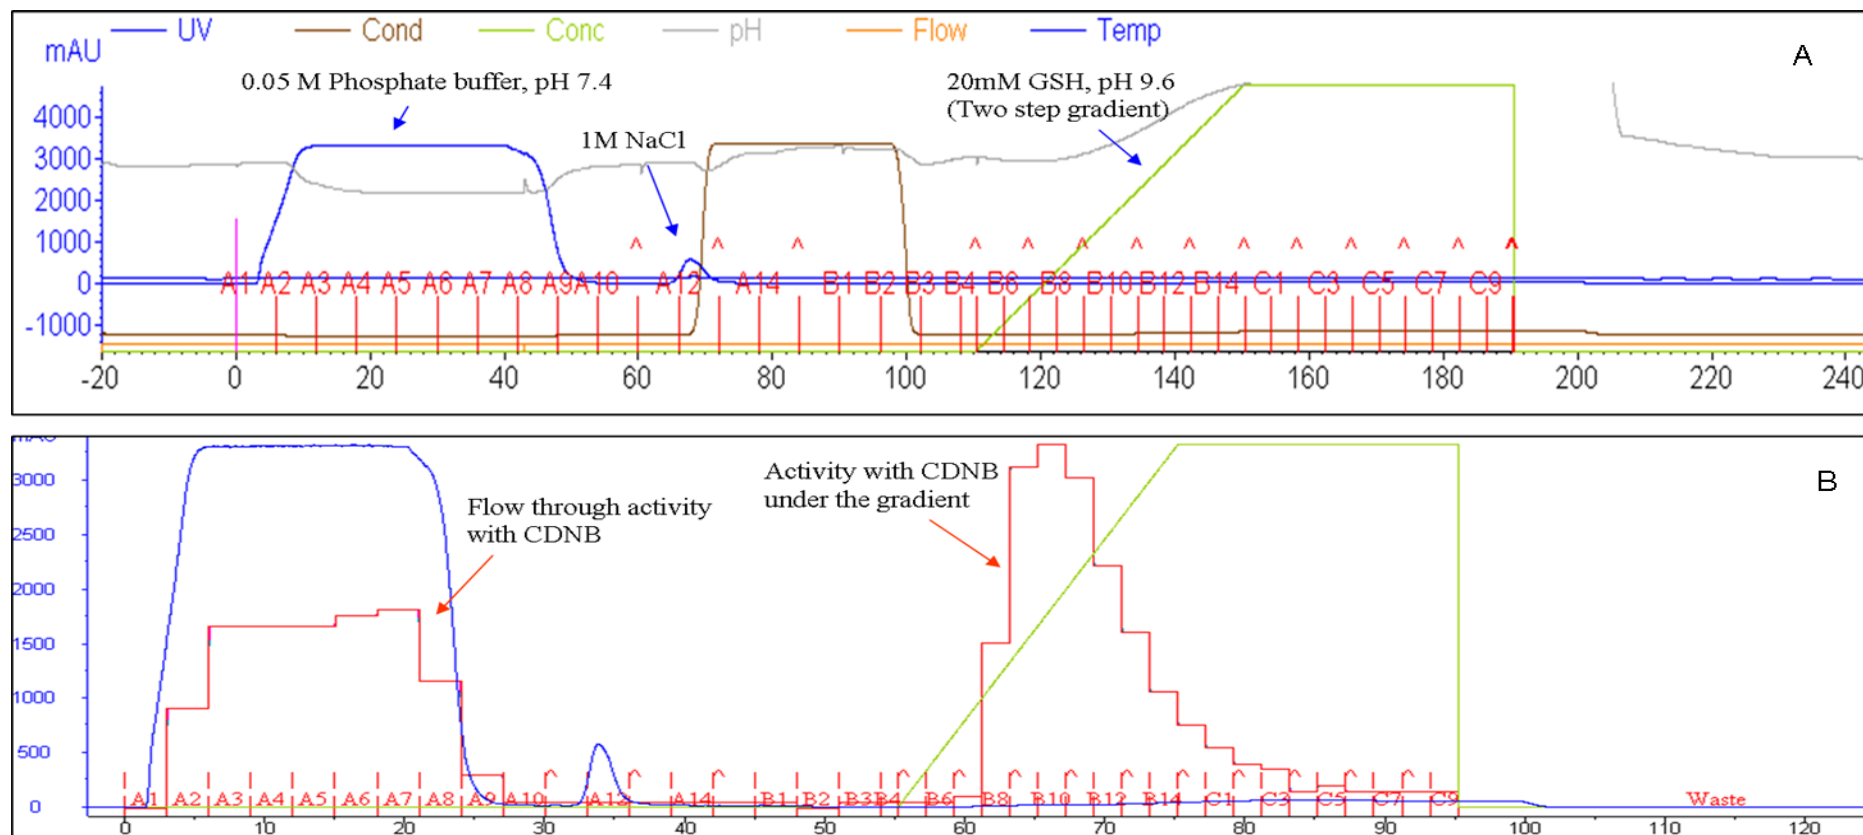 UV Cond Conc pH Flow Temp
mAU
A
0.05 M Phosphate buffer, pH 7.4
20mM GSH, pH 9.6
(Two step gradient)
1M NaCl
4000
3000
2000
1000
0
-1000
^ ^ ^ ^ ^ ^ ^ ^ ^ ^ ^ ^ ^ ^
A1 A2 A3 A4 A5 A6 A7 A8 A9 A10 A12 A14 B1 B2 B3 B4 B6 B8 B10 B12 B14 C1 C3 C5 C7 C9
-20 0 20 40 60 80 100 120 140 160 180 200 220 240
B
Activity with CDNB
under the gradient
Flow through activity
with CDNB
3000
2500
2000
1500
1000
500
0
^ ^ ^ ^ ^ ^ ^ ^ ^ ^ ^ ^ ^
A1 A2 A3 A4 A5 A6 A7 A8 A9 A10 A12 A14 B1 B2 B3 B4 B6 B8 B10 B12 B14 C1 C3 C5 C7 C9 Waste
0 10 20 30 40 50 60 70 80 90 100 110 120